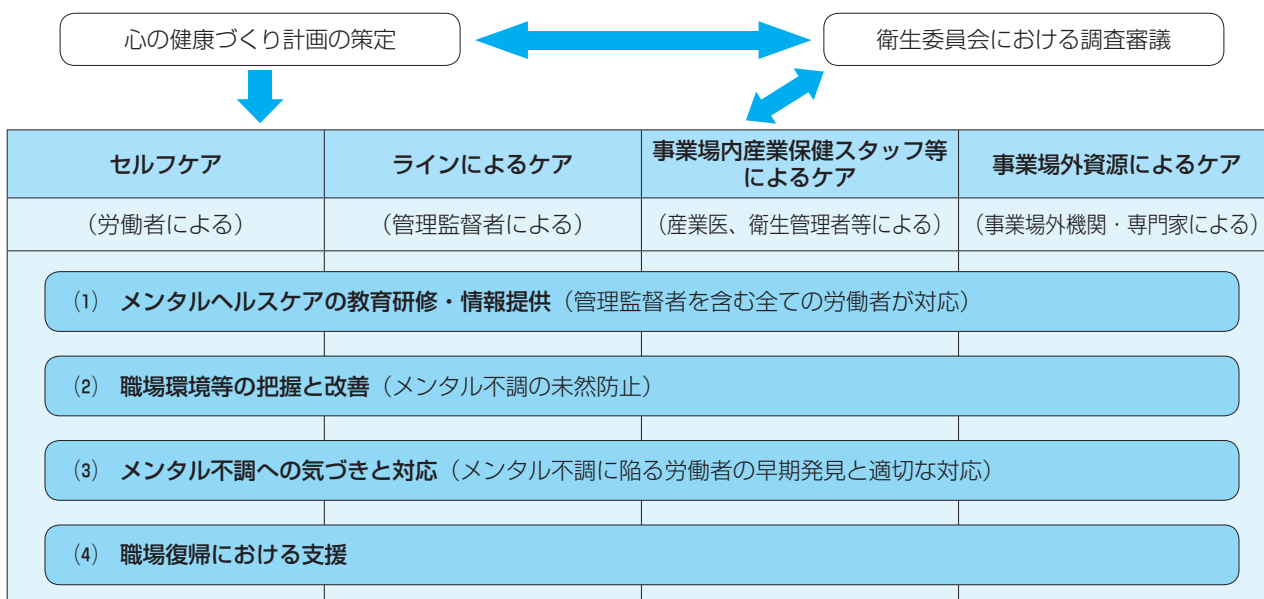 心の健康づくり計画の策定
衛生委員会における調査審議
セルフケア
ラインによるケア
事業場内産業保健スタッフ等
によるケア
事業場外資源によるケア
（労働者による）
（管理監督者による）
（産業医、衛生管理者等による）
（事業場外機関・専門家による）
(1) メンタルヘルスケアの教育研修・情報提供（管理監督者を含む全ての労働者が対応）
(2) 職場環境等の把握と改善（メンタル不調の未然防止）
(3) メンタル不調への気づきと対応（メンタル不調に陥る労働者の早期発見と適切な対応）
(4) 職場復帰における支援